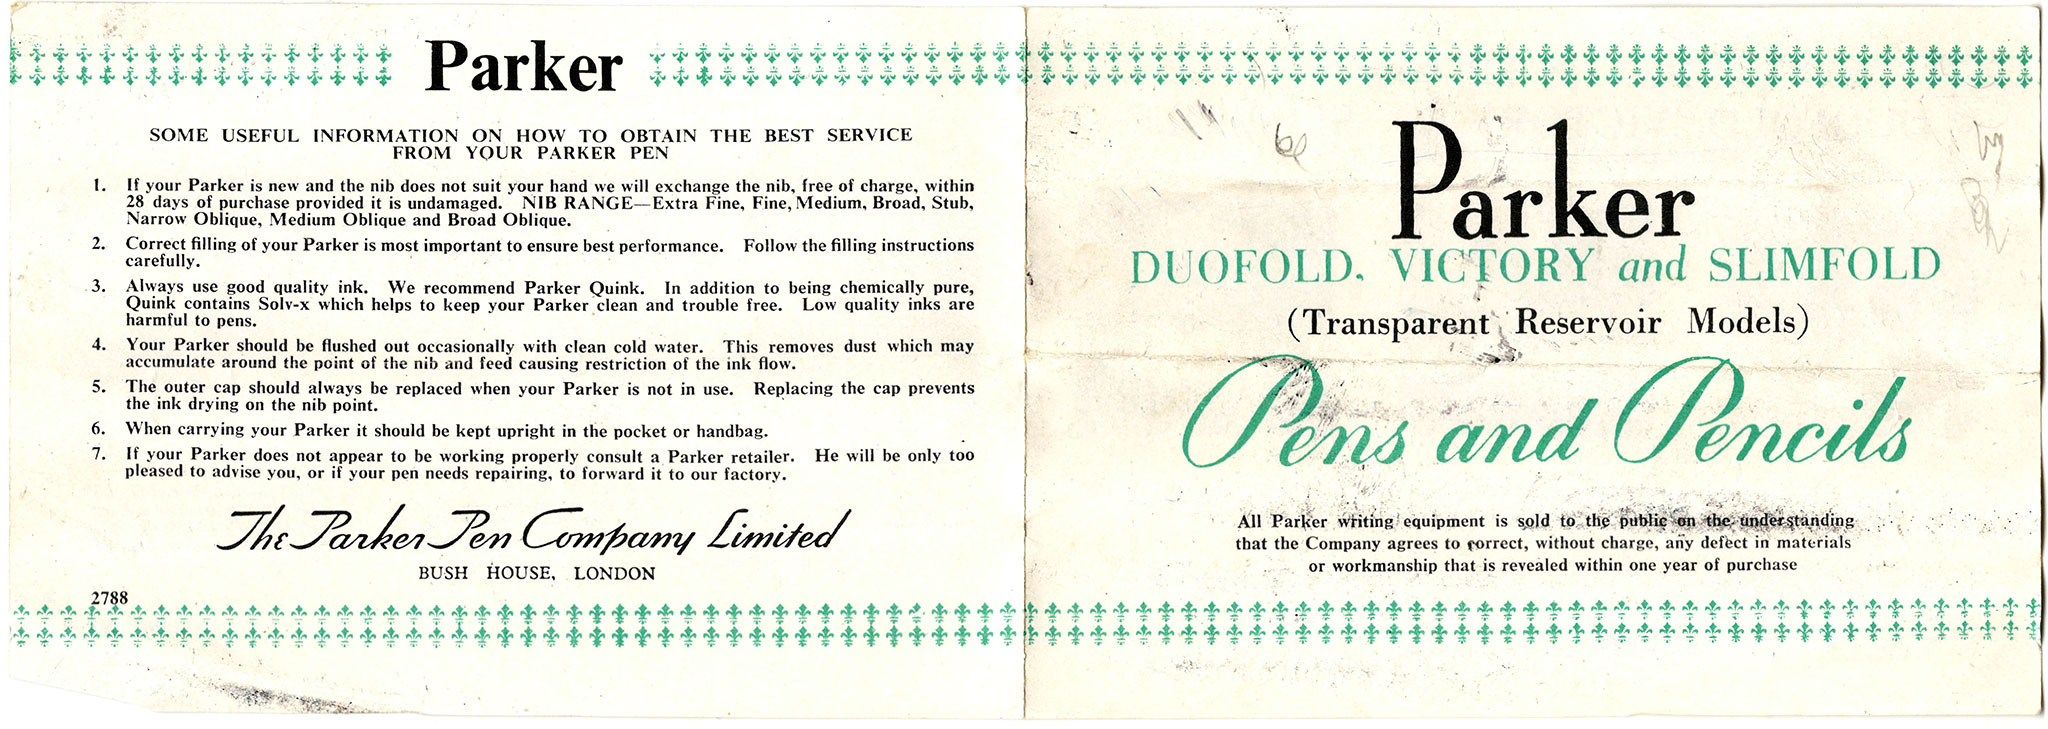 Parker
SOME USEFUL INFORMATION ON HOW TO OBTAIN THE BEST SERVICE
FROM YOUR PARKER PEN
1. If your Parker is new and the nib does not suit your hand we will exchange the nib, free of charge, within
28 days of purchase provided it is undamaged. NIB RANGE—Extra Fine, Fine, Medium, Broad, Stub,
Narrow Oblique, Medium Oblique and Broad Oblique.
2. Correct filling of your Parker is most important to ensure best performance. Follow the filling instructions
carefully.
3. Always use good quality ink. We recommend Parker Quink. In addition to being chemically pure,
Quink contains Solv-x which helps to keep your Parker clean and trouble free. Low quality inks are
harmful to pens.
4. Your Parker should be flushed out occasionally with clean cold water. This removes dust which may
accumulate around the point of the nib and feed causing restriction of the ink flow.
5. The outer cap should always be replaced when your Parker is not in use. Replacing the cap prevents
the ink drying on the nib point.
6. When carrying your Parker it should be kept upright in the pocket or handbag.
7. If your Parker does not appear to be working properly consult a Parker retailer. He will be only too
pleased to advise you, or if your pen needs repairing, to forward it to our factory.
The Parker Pen Company Limited
BUSH HOUSE, LONDON
2788
Parker
DUOFOLD, VICTORY and SLIMFOLD
(Transparent Reservoir Models)
Pens and Pencils
All Parker writing equipment is sold to the public on the understanding
that the Company agrees to correct, without charge, any defect in materials
or workmanship that is revealed within one year of purchase